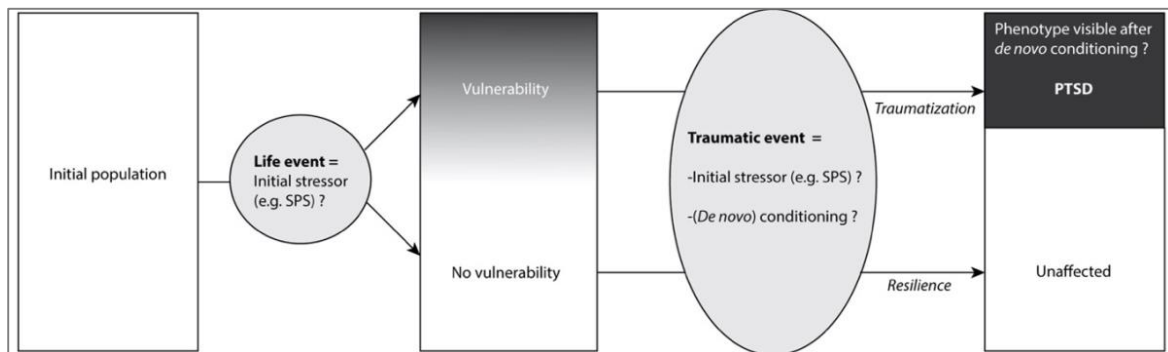 Initial population
Life event =
Initial stressor
(e.g. SPS) ?
Vulnerability
No vulnerability
Traumatic event =
-Initial stressor (e.g. SPS) ?
-(De novo) conditioning ?
Traumatization
Resilience
Phenotype visible after
de novo conditioning ?
PTSD
Unaffected